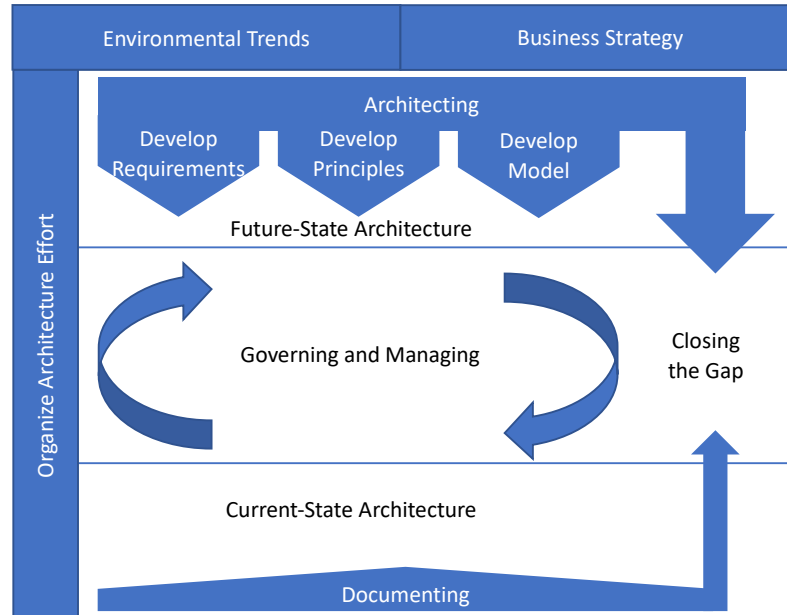 Environmental Trends
Business Strategy
Organize Architecture Effort
Architecting
Develop
Requirements
Develop
Principles
Develop
Model
Future-State Architecture
Governing and Managing
Closing
the Gap
Current-State Architecture
Documenting